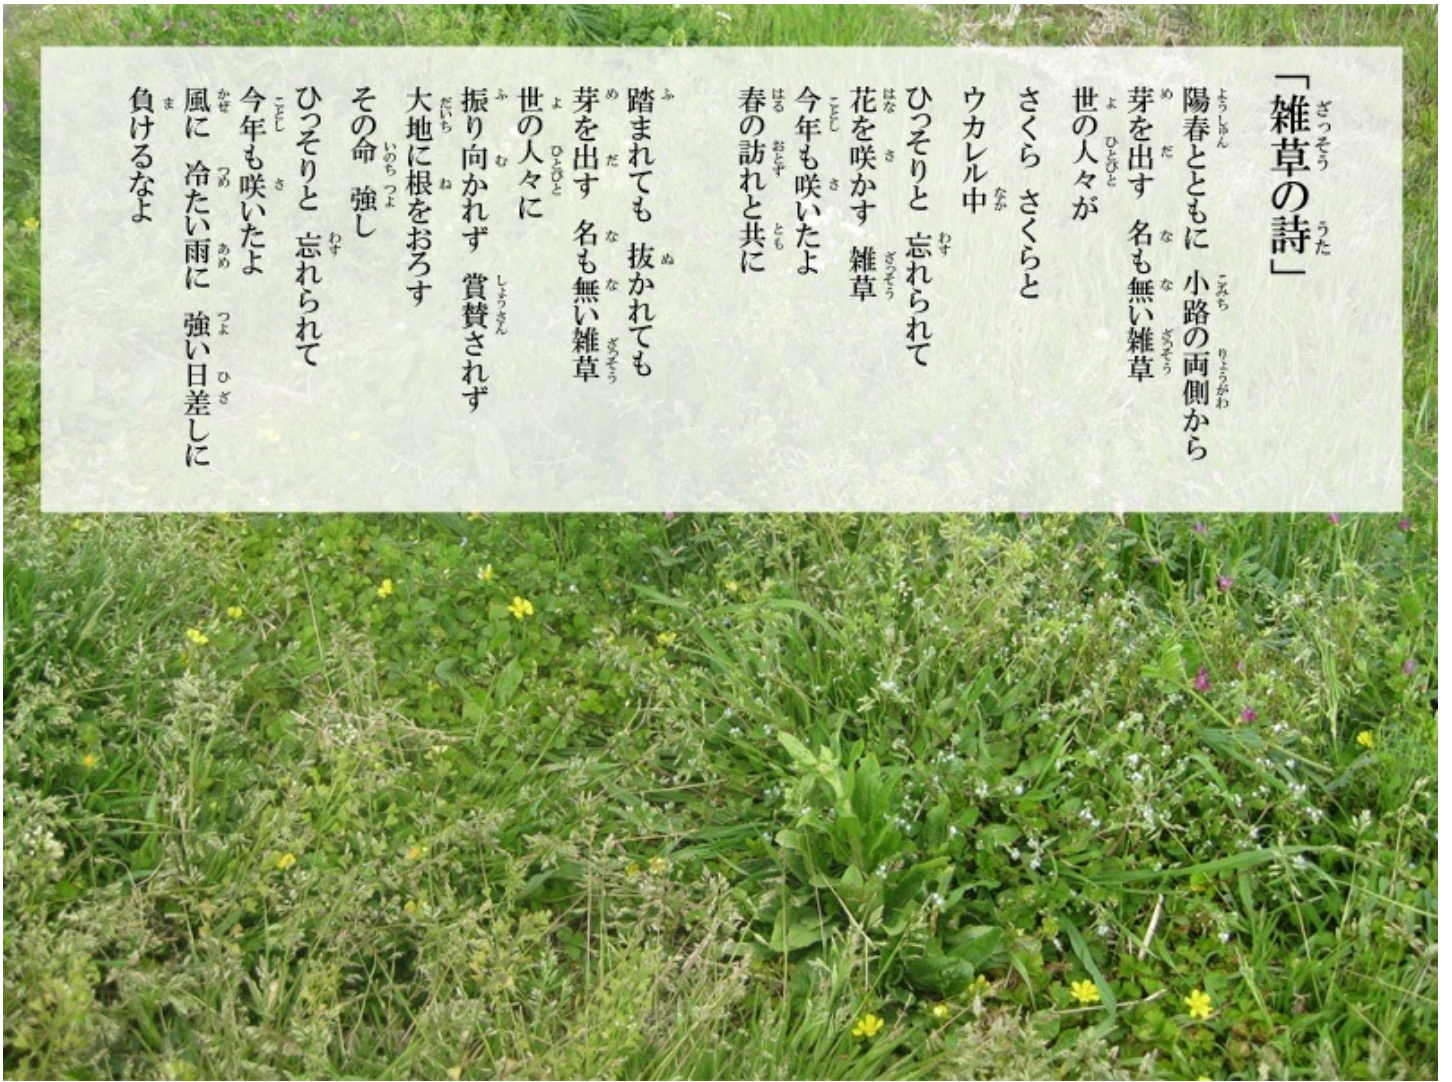 「雑草の詩」
陽春とともに　小路の両側から
芽を出す　名も無い雑草
世の人々が
さくら　さくらと
ウカレル中
ひっそりと　忘れられて
花を咲かす　雑草
今年も咲いたよ
春の訪れと共に
踏まれても　抜かれても
芽を出す　名も無い雑草
世の人々に
振り向かれず　賞賛されず
大地に根をおろす
その命　強し
ひっそりと　忘れられて
今年も咲いたよ
風に　冷たい雨に　強い日差しに
負けるなよ